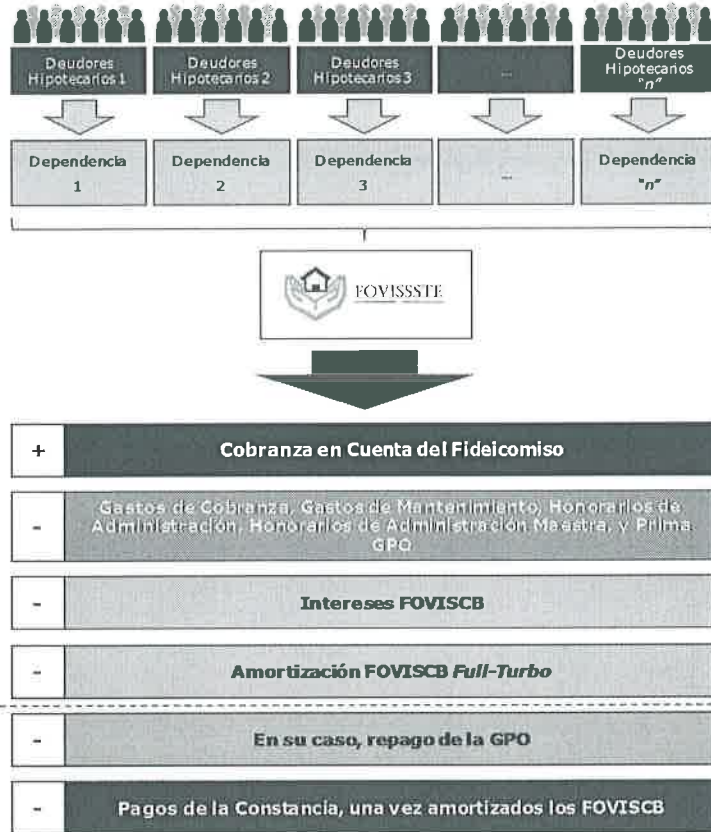 Deudores
Hipotecarios 1
Deudores
Hipotecarios 2
Deudores
Hipotecarios 3
...
Deudores
Hipotecarios
"n"
Dependencia
1
Dependencia
2
Dependencia
3
...
Dependencia
"n"
FOVISSSTE
+ Cobranza en Cuenta del Fideicomiso
- Gastos de Cobranza, Gastos de Mantenimiento, Honorarios de
Administración, Honorarios de Administración Maestra, y Prima
GPO
- Intereses FOVISCB
- Amortización FOVISCB Full-Turbo
- En su caso, repago de la GPO
- Pagos de la Constancia, una vez amortizados los FOVISCB